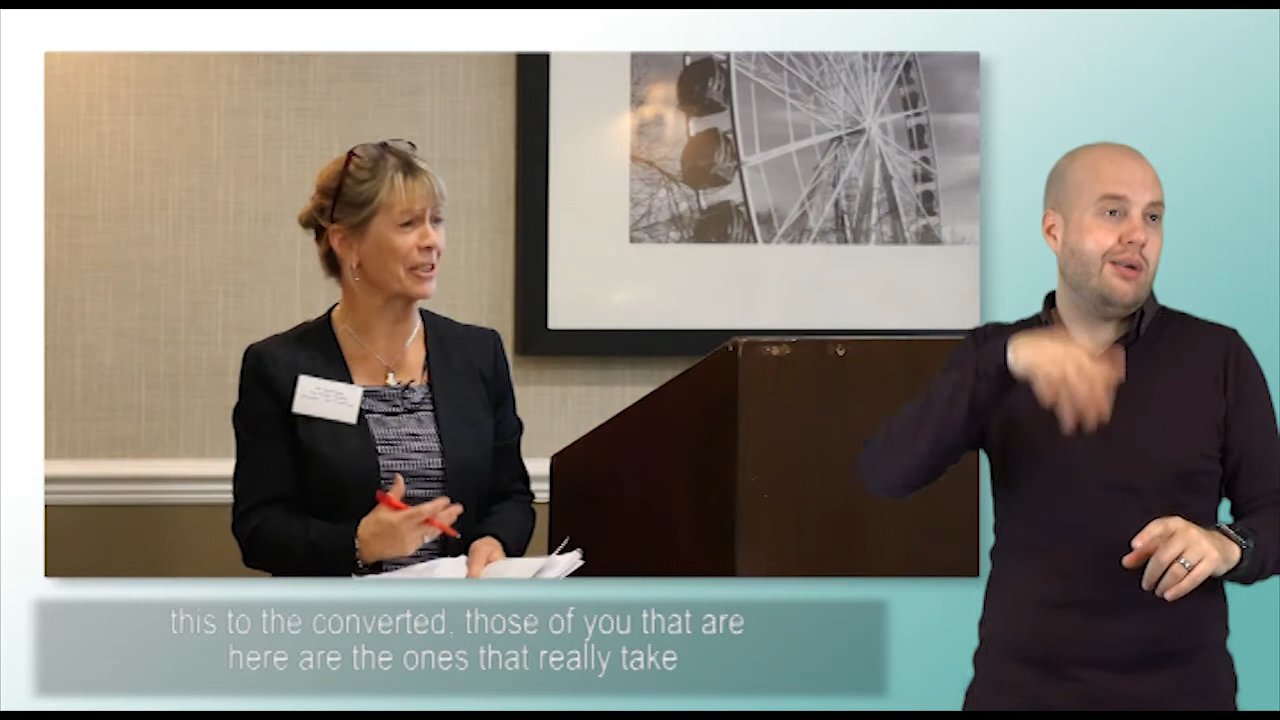 this to the converted, those of you that are
here are the ones that really take